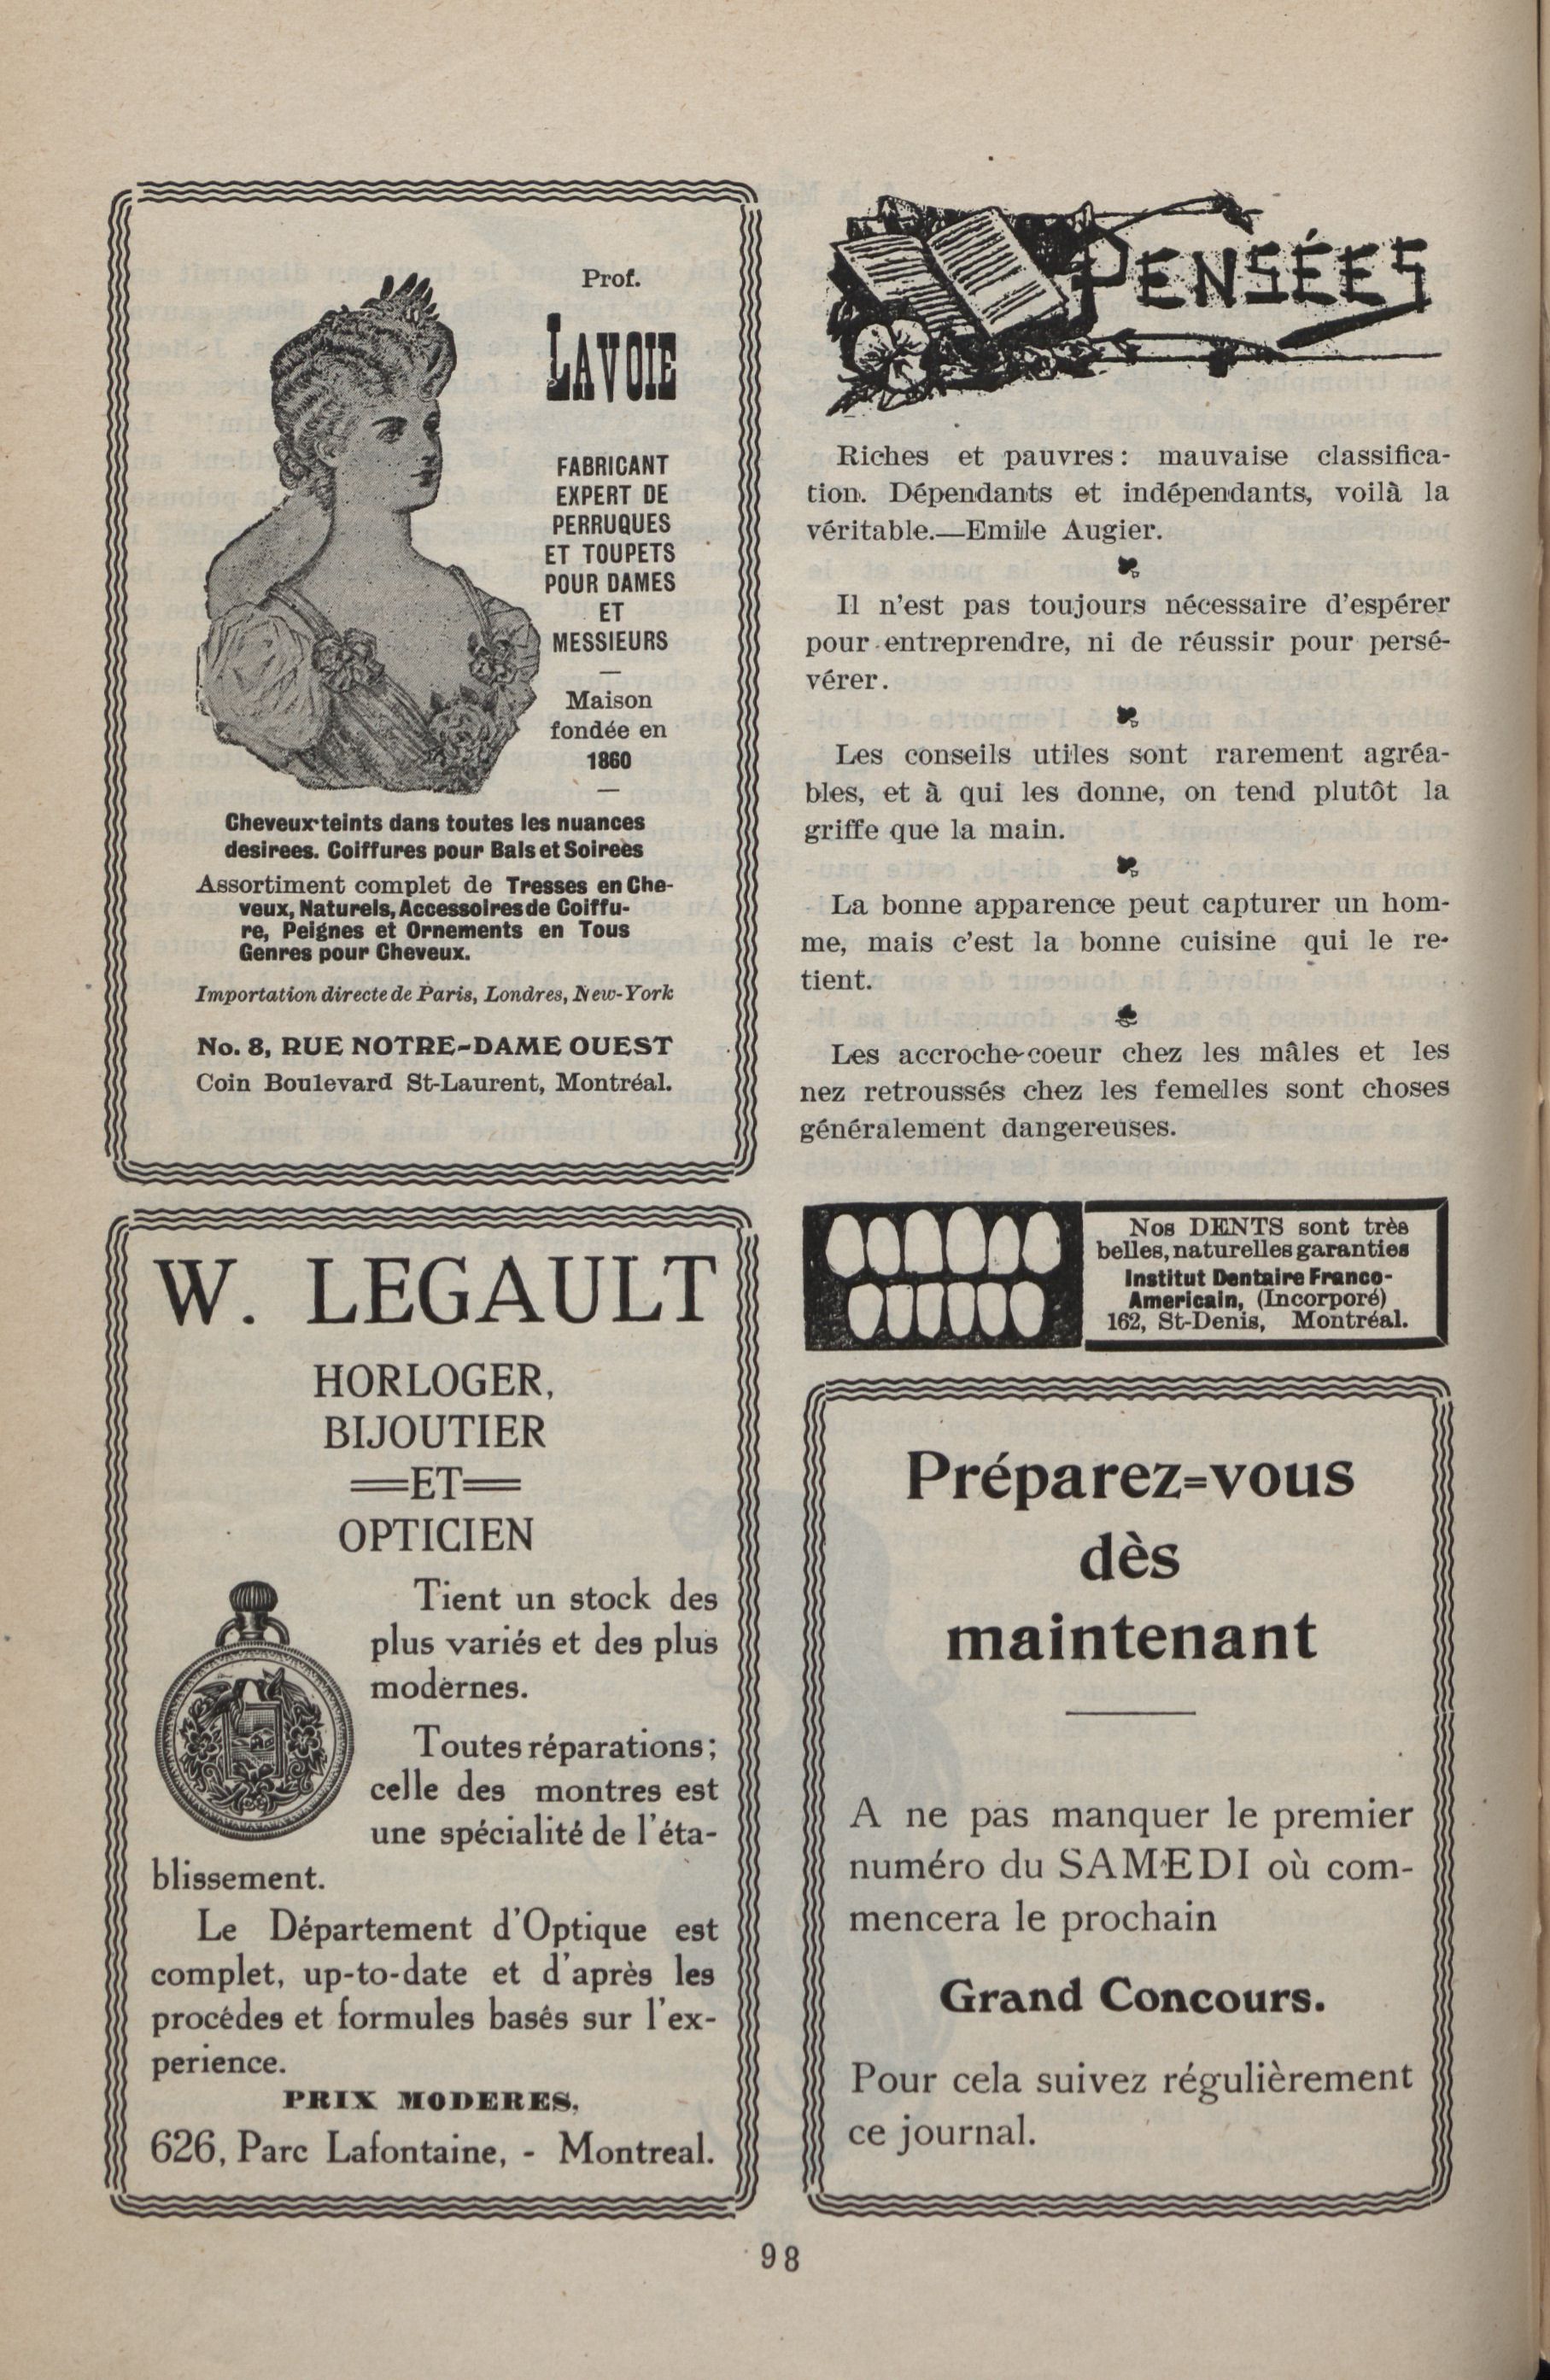 Prof.
LAVOIE
FABRICANT
EXPERT DE
PERRUQUES
ET TOUPETS
POUR DAMES
ET
MESSIEURS
Maison
fondée en
1860
Cheveux teints dans toutes les nuances
desirees. Coiffures pour Bals et Soirees
Assortiment complet de Tresses en Che-
veux, Naturels, Accessoires de Coiffu-
re, Peignes et Ornements en Tous
Genres pour Cheveux.
Importation directe de Paris, Londres, New-York
No. 8, RUE NOTRE-DAME OUEST
Coin Boulevard St-Laurent, Montréal.
W. LEGAULT
HORLOGER,
BIJOUTIER
=ET=
OPTICIEN
Tient un stock des
plus variés et des plus
modernes.
Toutes réparations;
celle des montres est
une spécialité de l'éta-
blissement.
Le Département d'Optique est
complet, up-to-date et d'après les
procédes et formules basés sur l'ex-
perience.
PRIX MODERES.
626, Parc Lafontaine, - Montreal.
PENSÉES
Riches et pauvres: mauvaise classifica-
tion. Dépendants et indépendants, voilà la
véritable.—Emile Augier.
Il n'est pas toujours nécessaire d'espérer
pour entreprendre, ni de réussir pour persé-
vérer.
Les conseils utiles sont rarement agréa-
bles, et à qui les donne, on tend plutôt la
griffe que la main.
La bonne apparence peut capturer un hom-
me, mais c'est la bonne cuisine qui le re-
tient.
Les accroche-coeur chez les mâles et les
nez retroussés chez les femelles sont choses
généralement dangereuses.
Nos DENTS sont très
belles, naturelles garanties
Institut Dentaire Franco-
Americain, (Incorporé)
162, St-Denis, Montréal.
Préparez-vous
dès
maintenant
A ne pas manquer le premier
numéro du SAMEDI où com-
mencera le prochain
Grand Concours.
Pour cela suivez régulièrement
ce journal.
98